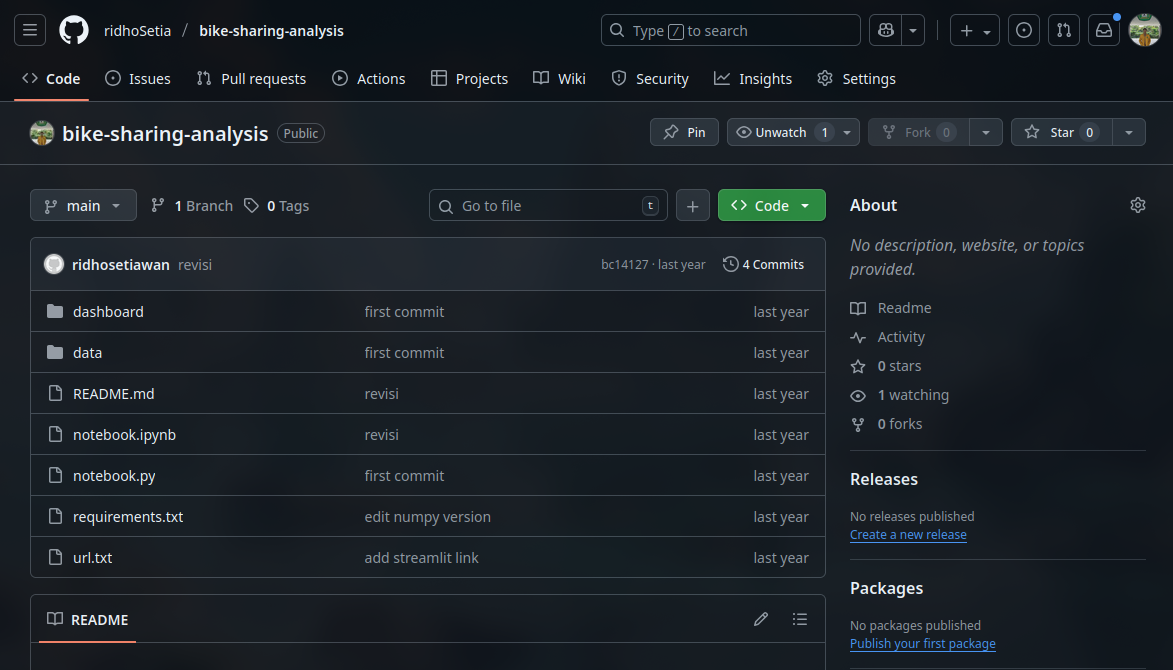 ridhoSetia / bike-sharing-analysis
Type / to search
Code Issues Pull requests Actions Projects Wiki Security Insights Settings
bike-sharing-analysis Public
Pin Unwatch 1 Fork 0 Star 0
main 1 Branch 0 Tags
Go to file t
Code
ridhosetiawan revisi bc14127 · last year 4 Commits
dashboard first commit last year
data first commit last year
README.md revisi last year
notebook.ipynb revisi last year
notebook.py first commit last year
requirements.txt edit numpy version last year
url.txt add streamlit link last year
README
About
No description, website, or topics
provided.
Readme
Activity
0 stars
1 watching
0 forks
Releases
No releases published
Create a new release
Packages
No packages published
Publish your first package